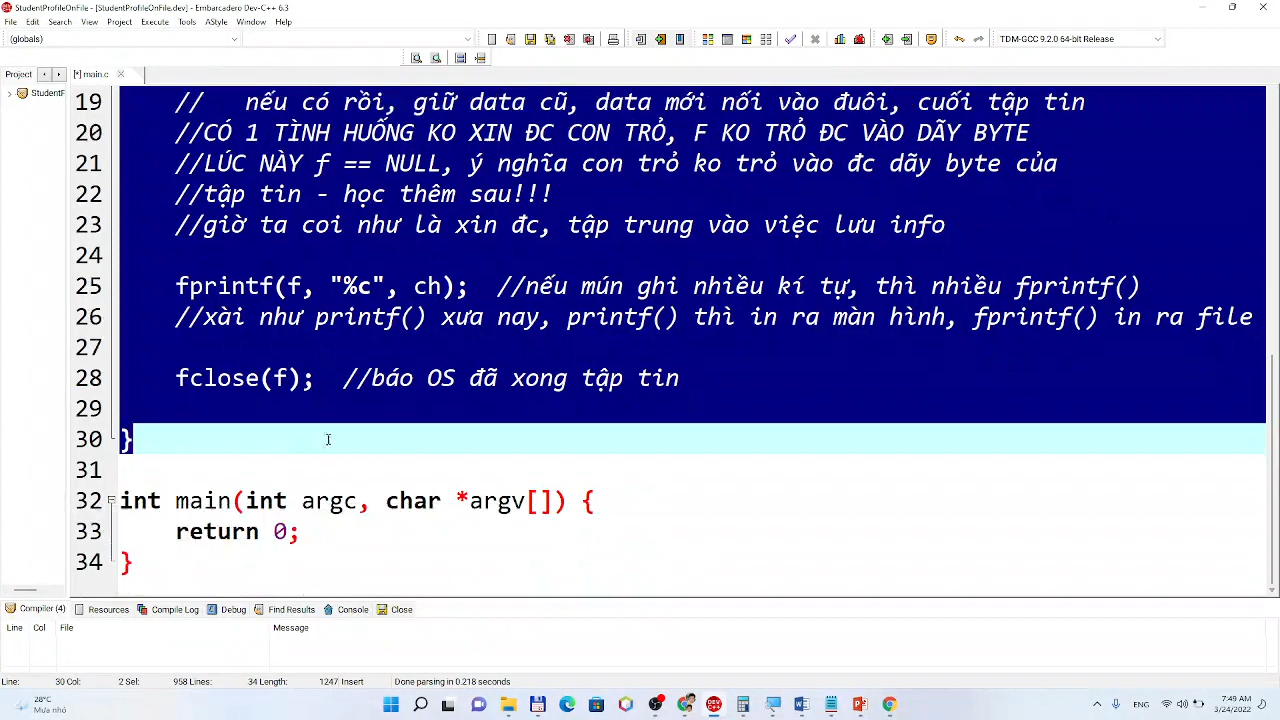 StudentProfileOnFile - [StudentProfileOnFile.dev] - Embarcadero Dev-C++ 6.3
File Edit Search View Project Execute Tools AStyle Window Help
(globals)
TDM-GCC 9.2.0 64-bit Release
Project
[*] main.c
StudentF
19 // nếu có rồi, giữ data cũ, data mới nối vào đuôi, cuối tập tin
20 //CÓ 1 TÌNH HUỐNG KO XIN ĐC CON TRỎ, F KO TRỎ ĐC VÀO DÃY BYTE
21 //LÚC NÀY f == NULL, ý nghĩa con trỏ ko trỏ vào đc dãy byte của
22 //tập tin - học thêm sau!!!
23 //giờ ta coi như là xin đc, tập trung vào việc lưu info
24
25 fprintf(f, "%c", ch); //nếu mún ghi nhiều kí tự, thì nhiều fprintf()
26 //xài như printf() xưa nay, printf() thì in ra màn hình, fprintf() in ra file
27
28 fclose(f); //báo OS đã xong tập tin
29
30 }
31
32 int main(int argc, char *argv[]) {
33 return 0;
34 }
Compiler (4) Resources Compile Log Debug Find Results Console Close
Line Col File Message
Line: 30 Col: 2 Sel: 958 Lines: 34 Length: 1247 Insert Done parsing in 0.218 seconds
28°C
Mưa nhỏ
7:49 AM
3/24/2022